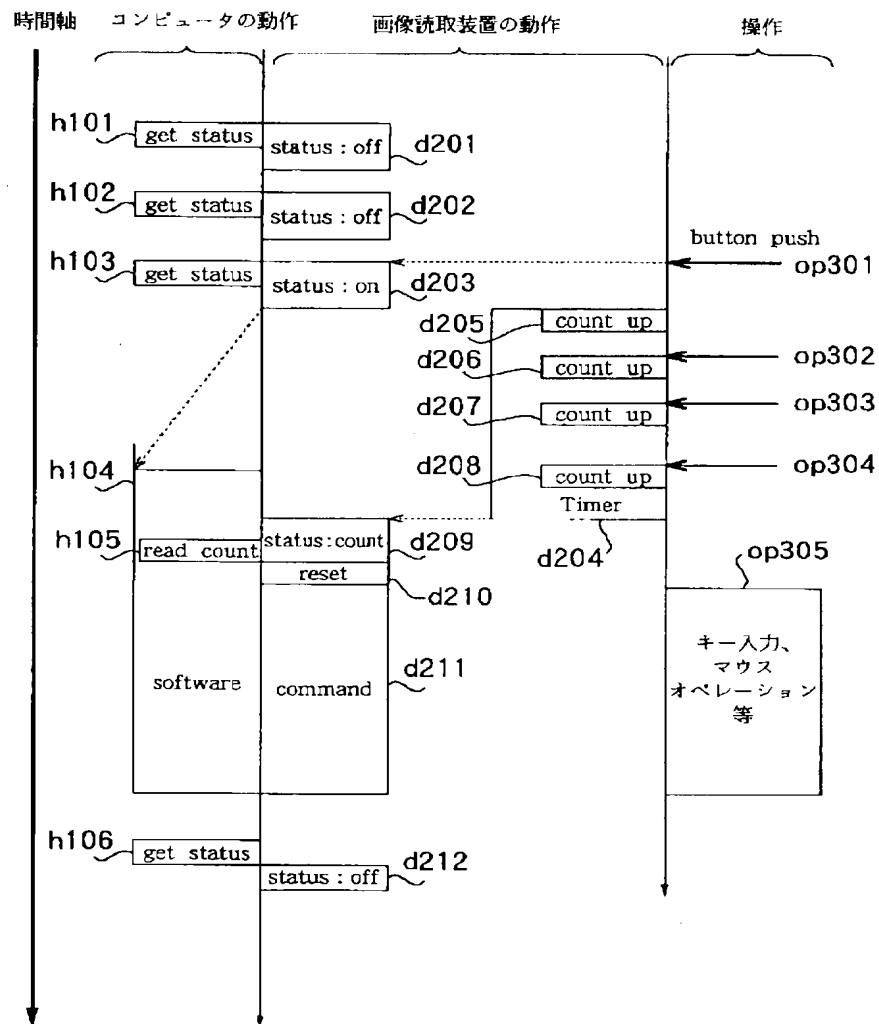 時間軸 コンピュータの動作 画像読取装置の動作 操作
h101 get status status : off d201
h102 get status status : off d202
button push
h103 get status status : on d203 op301
d205 count up
d206 count up op302
d207 count up op303
h104 d208 count up op304
Timer
h105 read count status:count d209 d204 op305
reset d210
software command d211
キー入力、
マウス
オペレーション
等
h106 get status
status : off d212